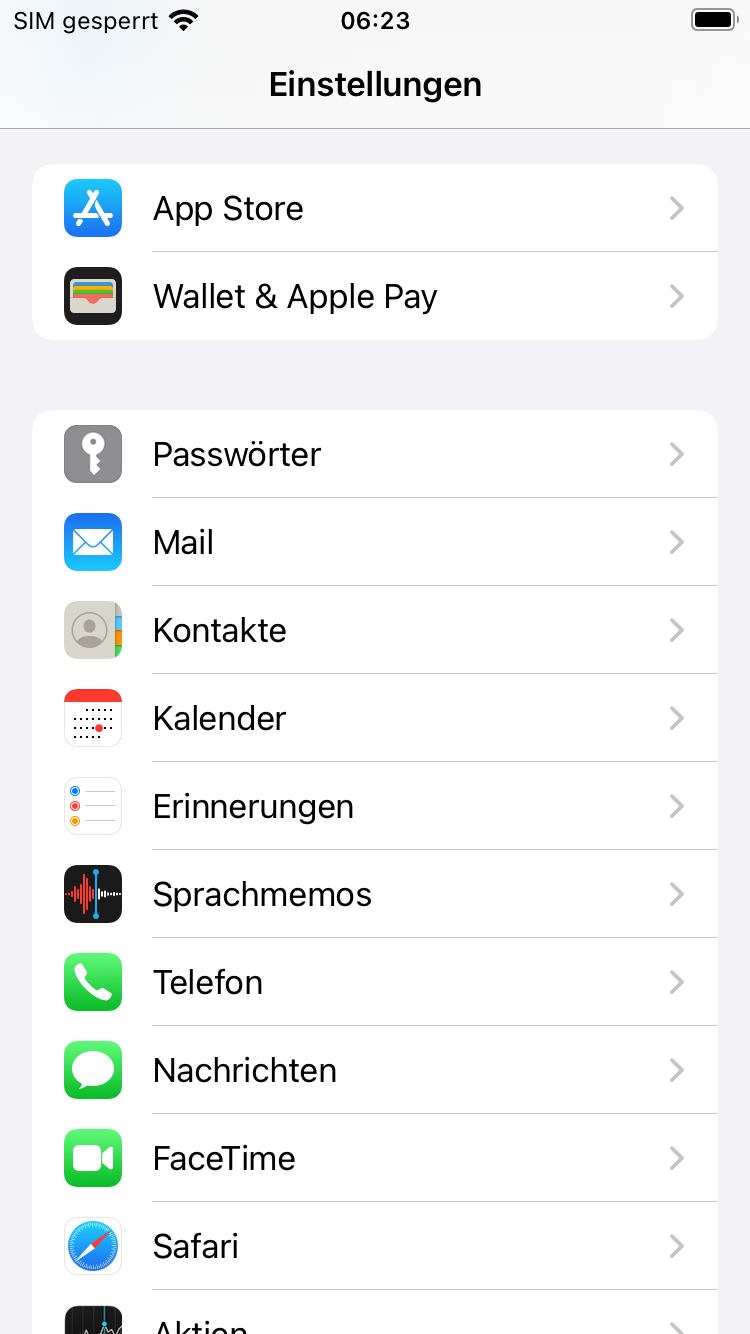 SIM gesperrt 06:23
Einstellungen
App Store
Wallet & Apple Pay
Passwörter
Mail
Kontakte
Kalender
Erinnerungen
Sprachmemos
Telefon
Nachrichten
FaceTime
Safari
Aktien